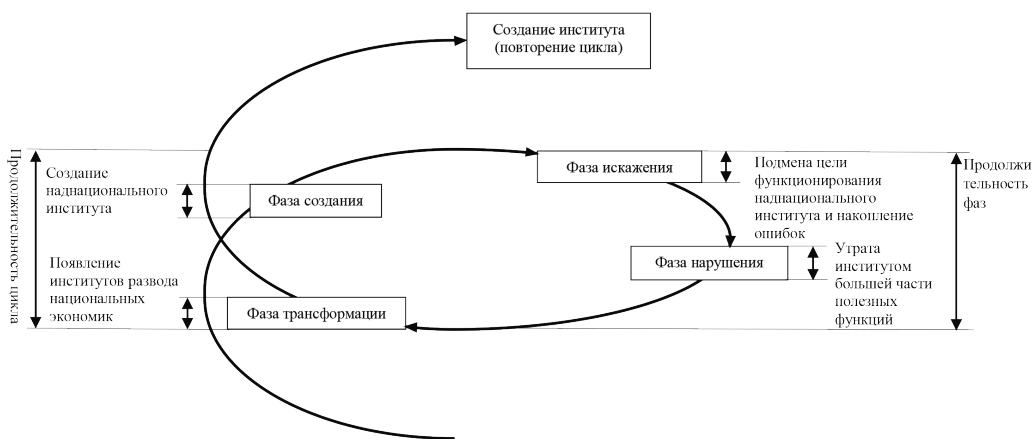 Создание института
(повторение цикла)
Продолжительность цикла
Создание
наднационального
института
Фаза создания
Фаза искажения
Подмена цели
функционирования
наднационального
института и накопление
ошибок
Продолжи
тельность
фаз
Появление
институтов развода
национальных
экономик
Фаза трансформации
Фаза нарушения
Утрата
институтом
большей части
полезных
функций